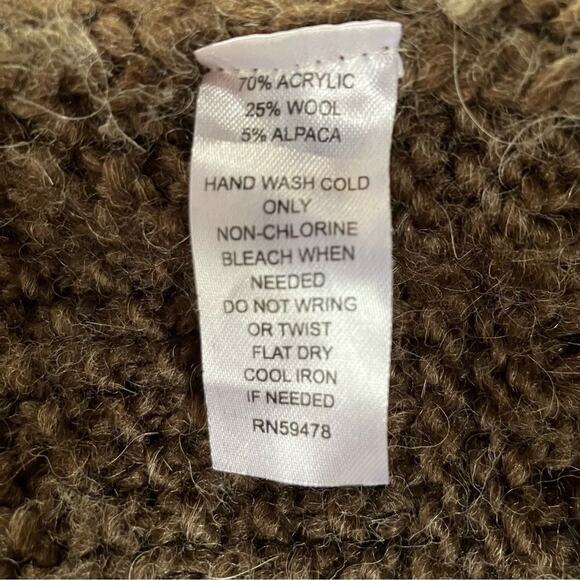 70% ACRYLIC
25% WOOL
5% ALPACA
HAND WASH COLD
ONLY
NON-CHLORINE
BLEACH WHEN
NEEDED
DO NOT WRING
OR TWIST
FLAT DRY
COOL IRON
IF NEEDED
RN59478